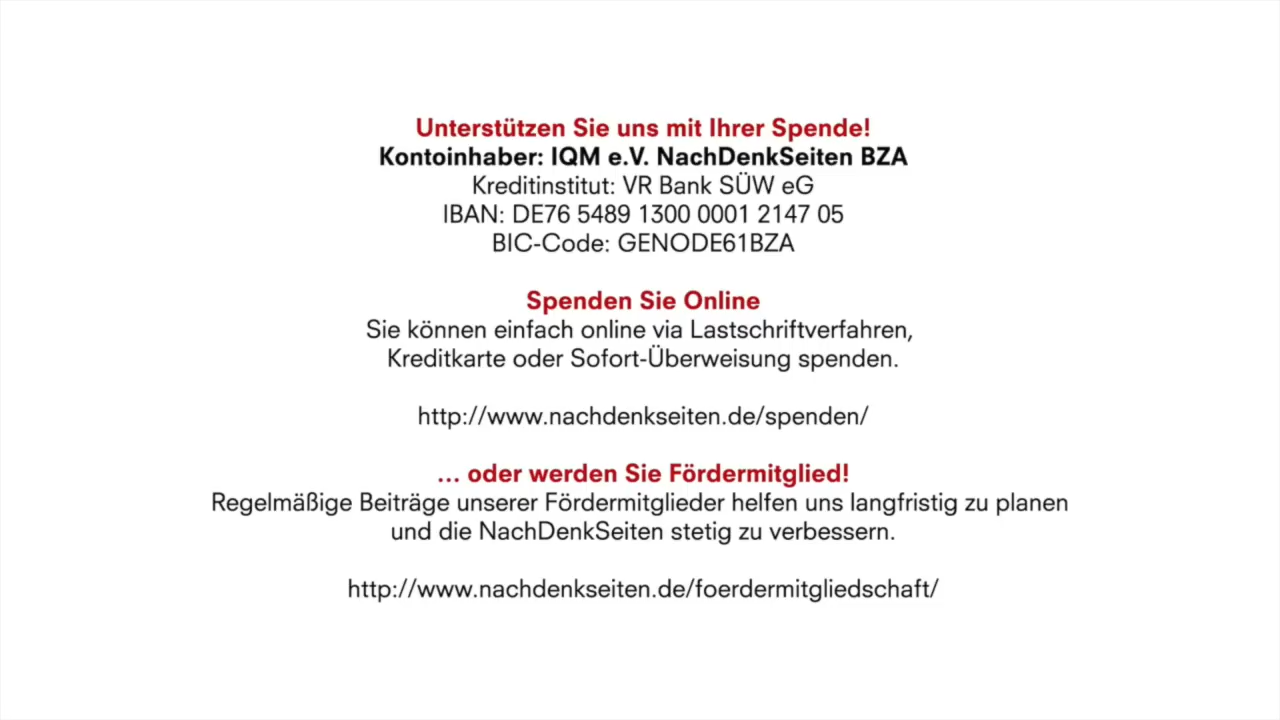 Unterstützen Sie uns mit Ihrer Spende!
Kontoinhaber: IQM e.V. NachDenkSeiten BZA
Kreditinstitut: VR Bank SÜW eG
IBAN: DE76 5489 1300 0001 2147 05
BIC-Code: GENODE61BZA
Spenden Sie Online
Sie können einfach online via Lastschriftverfahren,
Kreditkarte oder Sofort-Überweisung spenden.
http://www.nachdenkseiten.de/spenden/
... oder werden Sie Fördermitglied!
Regelmäßige Beiträge unserer Fördermitglieder helfen uns langfristig zu planen
und die NachDenkSeiten stetig zu verbessern.
http://www.nachdenkseiten.de/foerdermitgliedschaft/